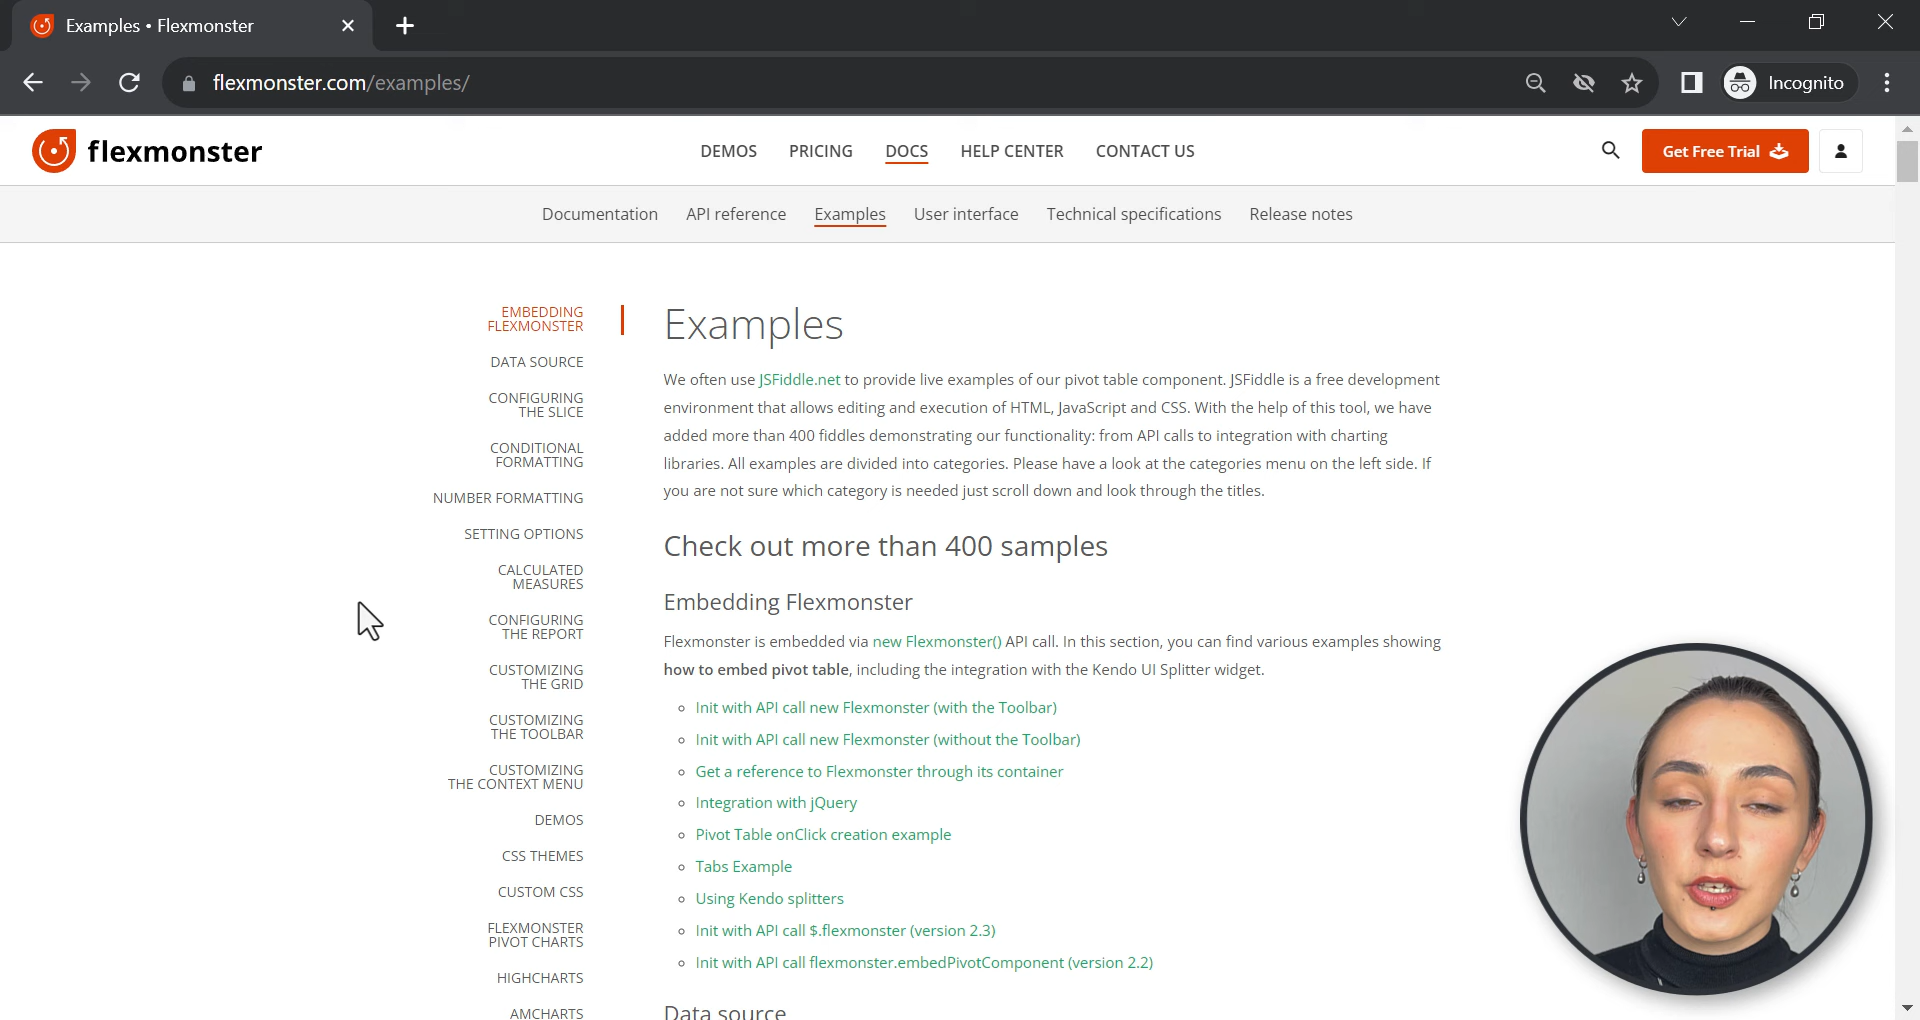 Examples • Flexmonster
flexmonster.com/examples/
Incognito
flexmonster
DEMOS
PRICING
DOCS
HELP CENTER
CONTACT US
Get Free Trial
Documentation
API reference
Examples
User interface
Technical specifications
Release notes
EMBEDDING
FLEXMONSTER
DATA SOURCE
CONFIGURING
THE SLICE
CONDITIONAL
FORMATTING
NUMBER FORMATTING
SETTING OPTIONS
CALCULATED
MEASURES
CONFIGURING
THE REPORT
CUSTOMIZING
THE GRID
CUSTOMIZING
THE TOOLBAR
CUSTOMIZING
THE CONTEXT MENU
DEMOS
CSS THEMES
CUSTOM CSS
FLEXMONSTER
PIVOT CHARTS
HIGHCHARTS
AMCHARTS
Examples
We often use JSFiddle.net to provide live examples of our pivot table component. JSFiddle is a free development
environment that allows editing and execution of HTML, JavaScript and CSS. With the help of this tool, we have
added more than 400 fiddles demonstrating our functionality: from API calls to integration with charting
libraries. All examples are divided into categories. Please have a look at the categories menu on the left side. If
you are not sure which category is needed just scroll down and look through the titles.
Check out more than 400 samples
Embedding Flexmonster
Flexmonster is embedded via new Flexmonster() API call. In this section, you can find various examples showing
how to embed pivot table, including the integration with the Kendo UI Splitter widget.
Init with API call new Flexmonster (with the Toolbar)
Init with API call new Flexmonster (without the Toolbar)
Get a reference to Flexmonster through its container
Integration with jQuery
Pivot Table onClick creation example
Tabs Example
Using Kendo splitters
Init with API call $.flexmonster (version 2.3)
Init with API call flexmonster.embedPivotComponent (version 2.2)
Data source